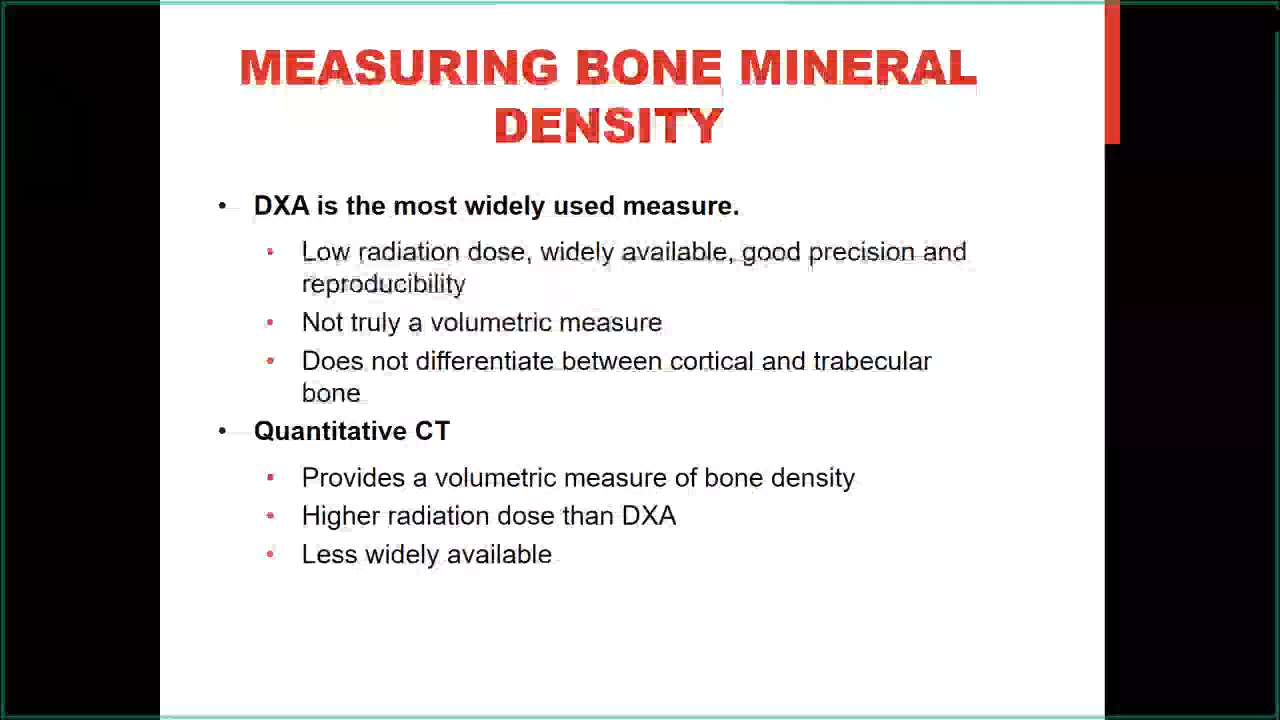 MEASURING BONE MINERAL
DENSITY
• DXA is the most widely used measure.
• Low radiation dose, widely available, good precision and
reproducibility
• Not truly a volumetric measure
• Does not differentiate between cortical and trabecular
bone
• Quantitative CT
• Provides a volumetric measure of bone density
• Higher radiation dose than DXA
• Less widely available